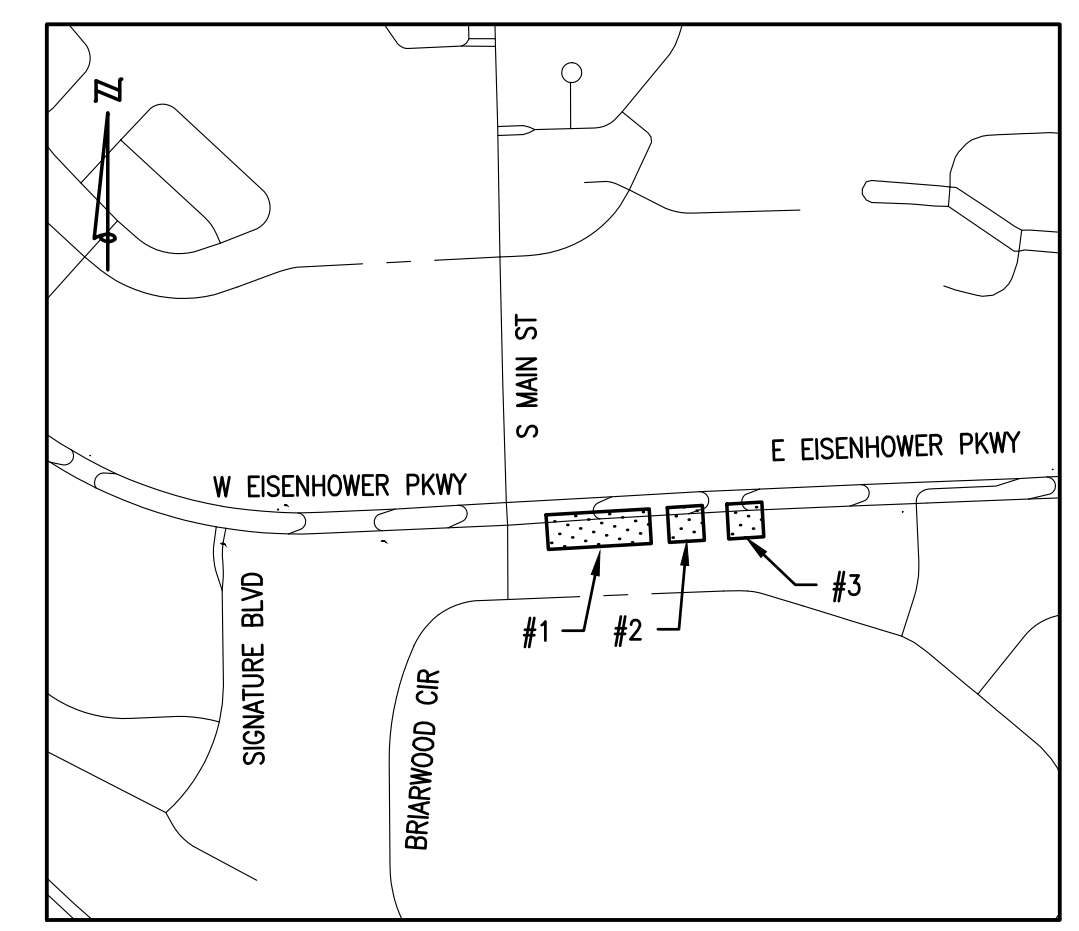 N
S MAIN ST
E EISENHOWER PKWY
W EISENHOWER PKWY
#3
#1
#2
SIGNATURE BLVD
BRIARWOOD CIR